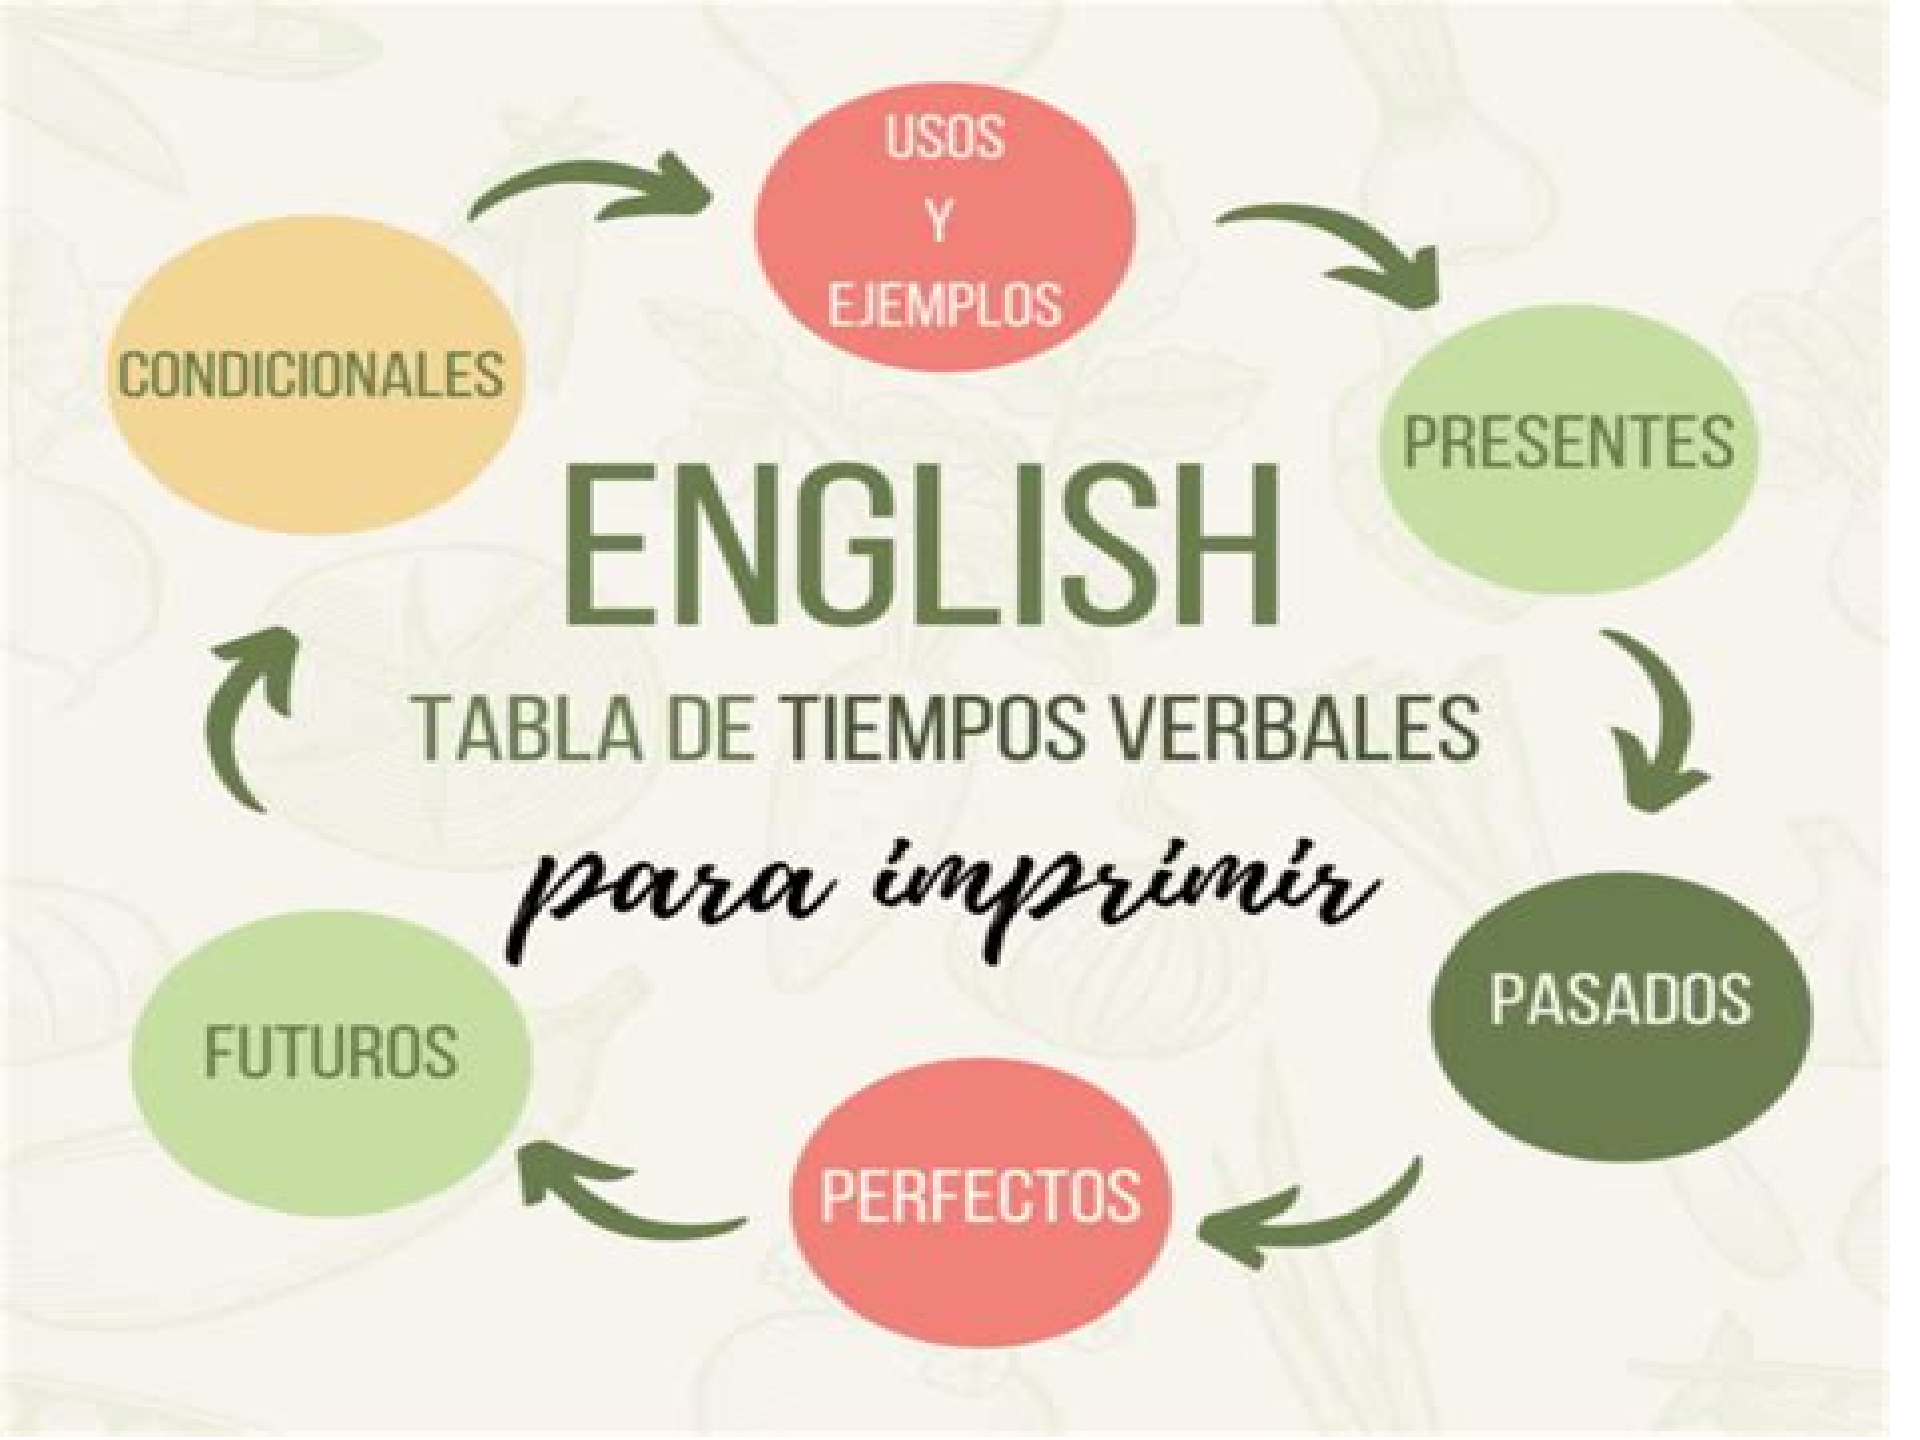 USOS
Y
EJEMPLOS
CONDICIONALES
PRESENTES
ENGLISH
TABLA DE TIEMPOS VERBALES
para imprimir
PASADOS
FUTUROS
PERFECTOS